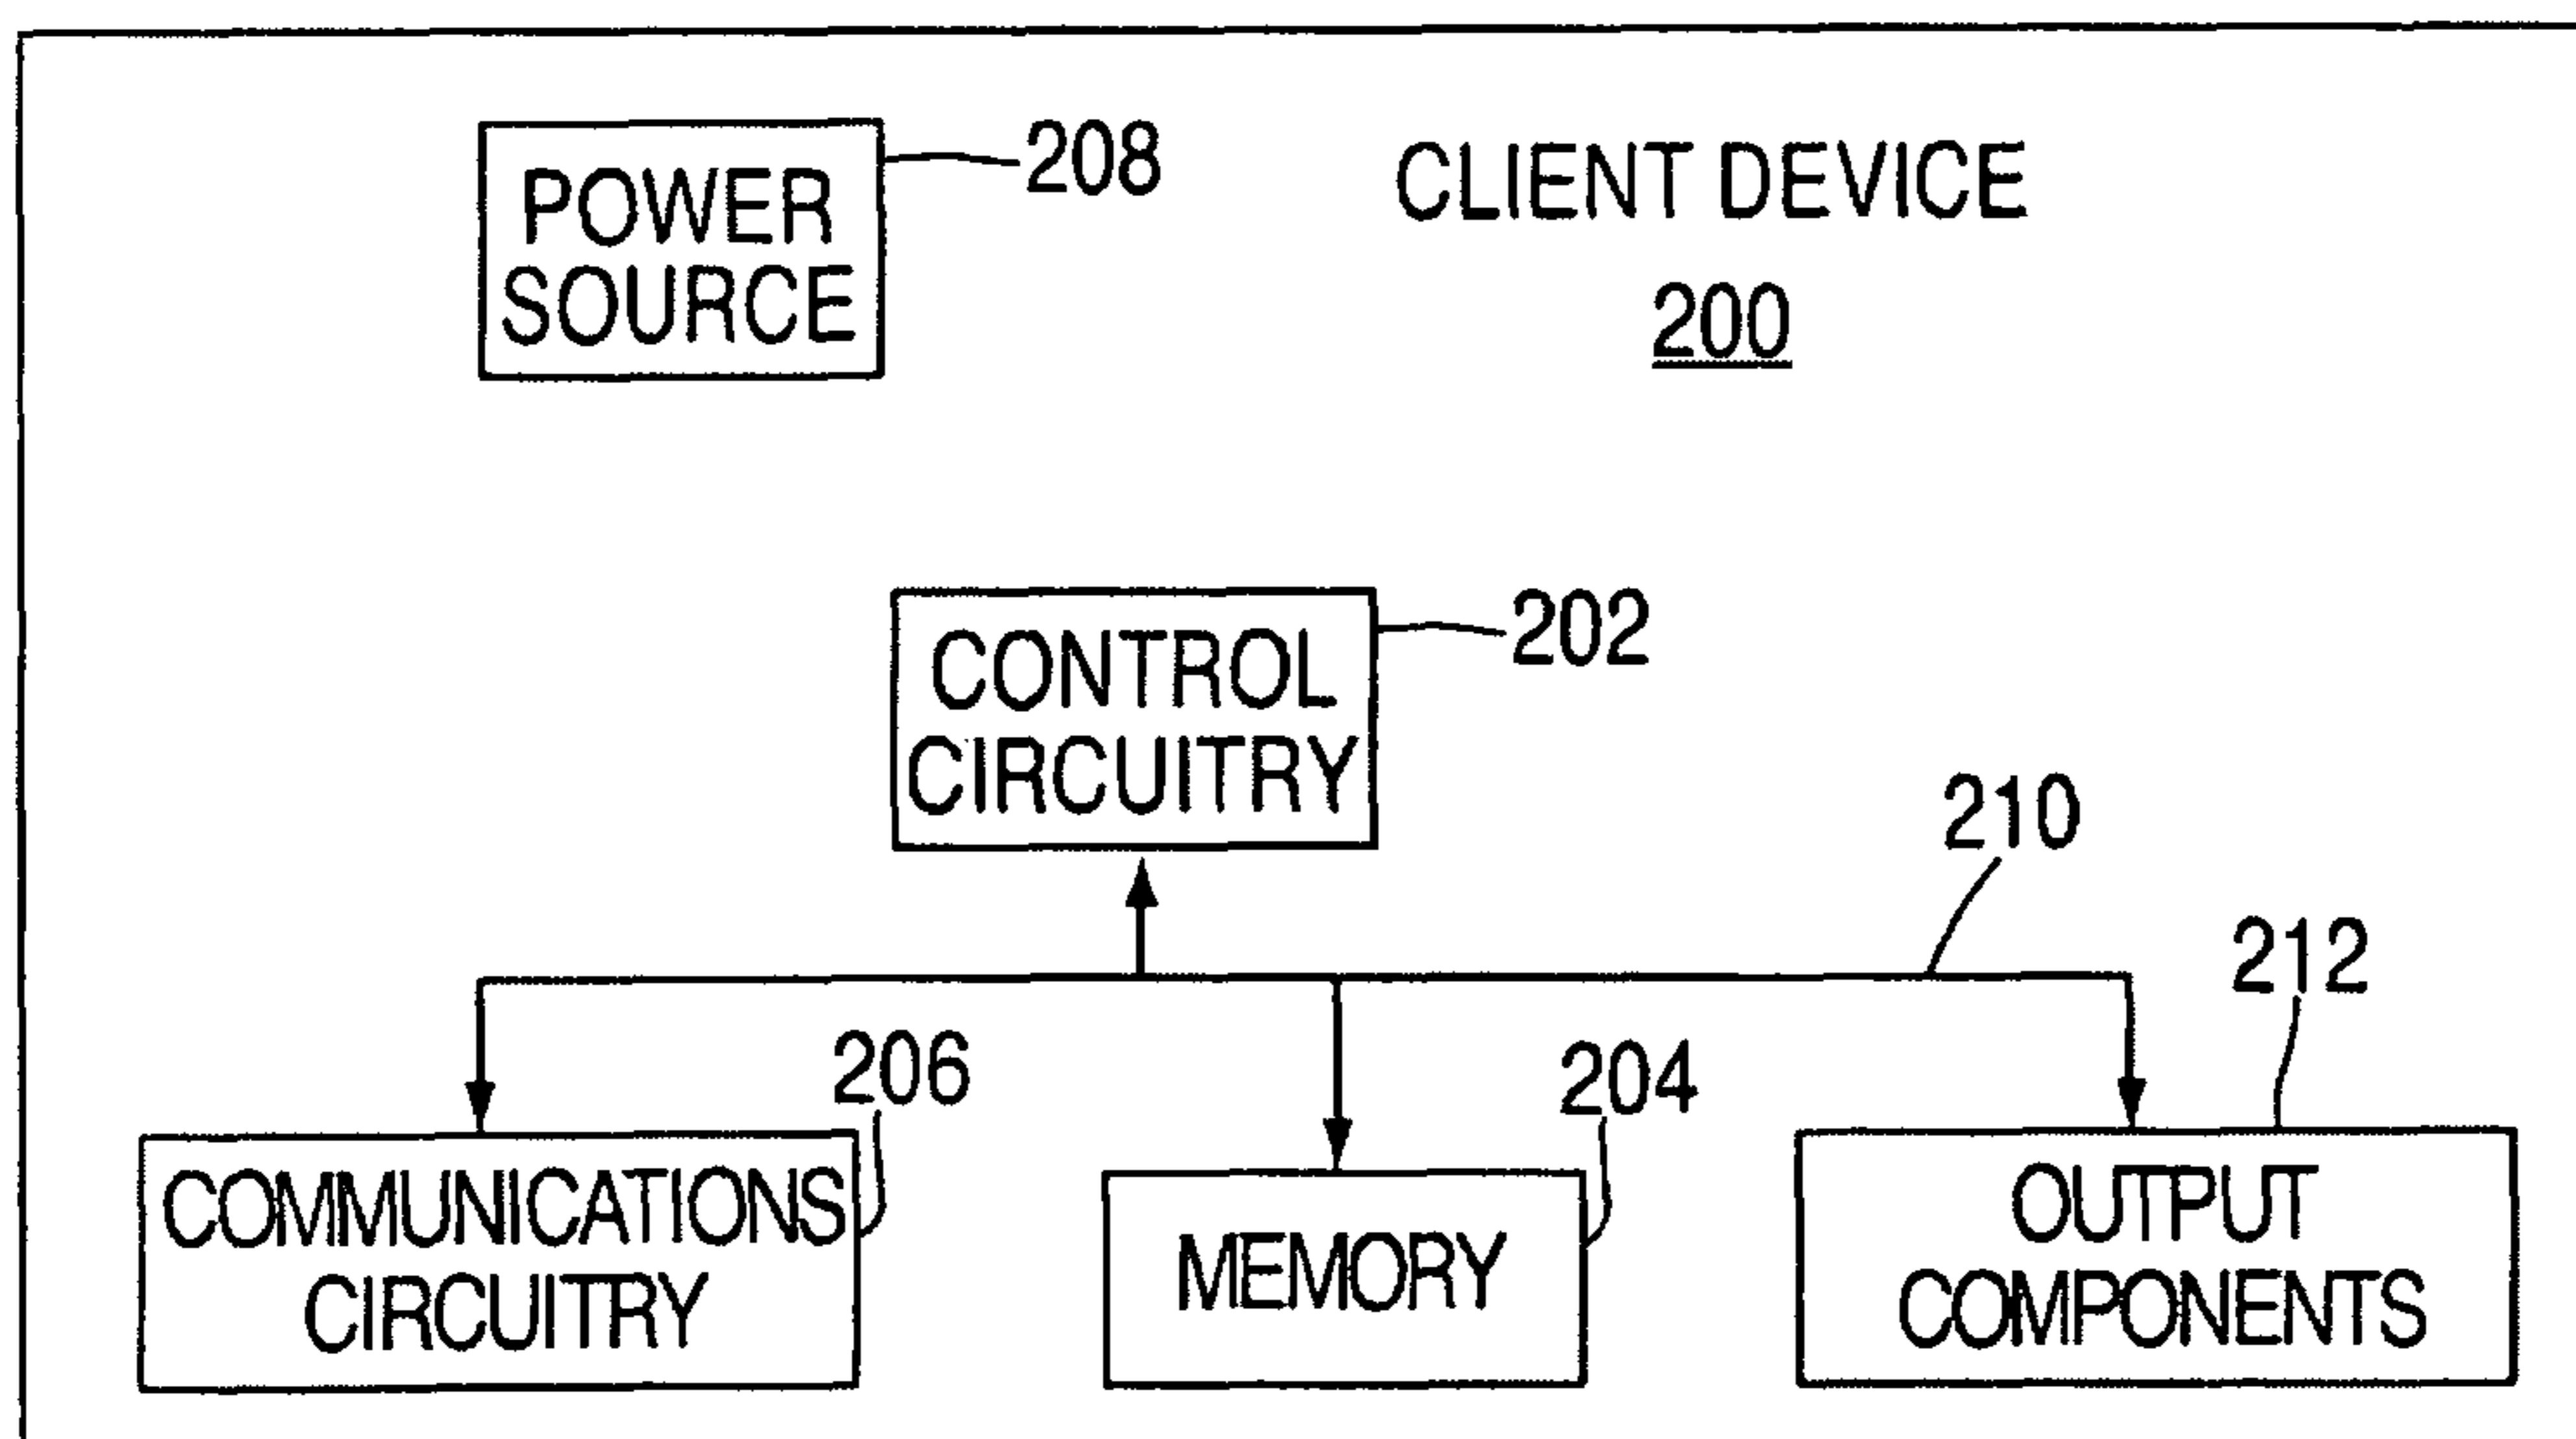 POWER
SOURCE
208
CLIENT DEVICE
200
CONTROL
CIRCUITRY
202
210
212
206
204
COMMUNICATIONS
CIRCUITRY
MEMORY
OUTPUT
COMPONENTS